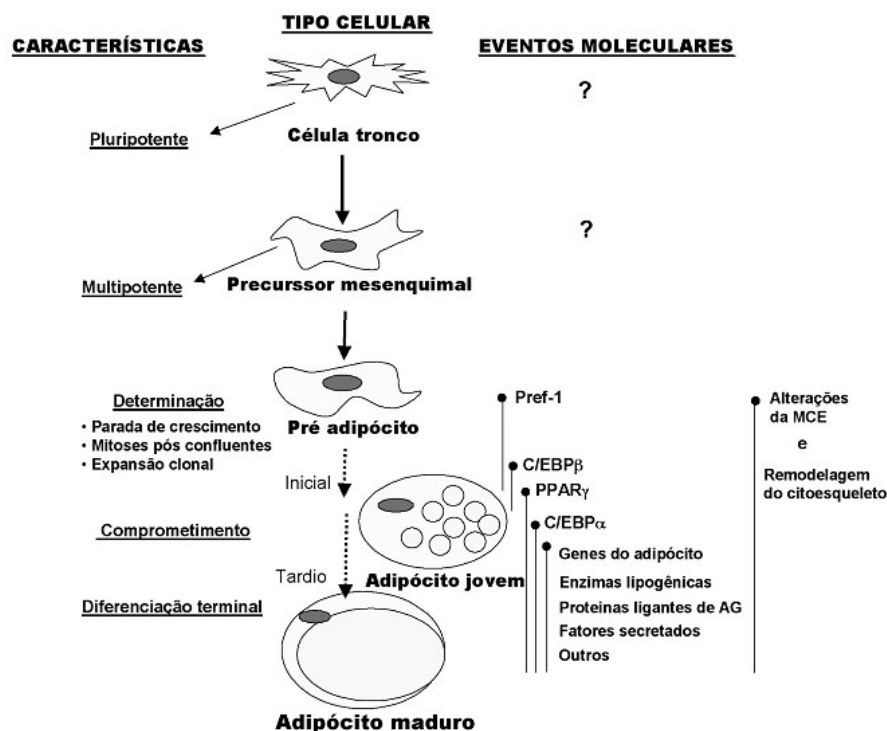 TIPO CELULAR
CARACTERÍSTICAS
EVENTOS MOLECULARES
?
Pluripotente
Célula tronco
?
Multipotente
Precurssor mesenquimal
Determinação
• Parada de crescimento
• Mitoses pós confluentes
• Expansão clonal
Pré adipócito
Pref-1
Alterações
da MCE
e
Remodelagem
do citoesqueleto
Inicial
C/EBPβ
PPARγ
C/EBPα
Comprometimento
Genes do adipócito
Adipócito jovem
Tardio
Enzimas lipogênicas
Diferenciação terminal
Proteinas ligantes de AG
Fatores secretados
Outros
Adipócito maduro